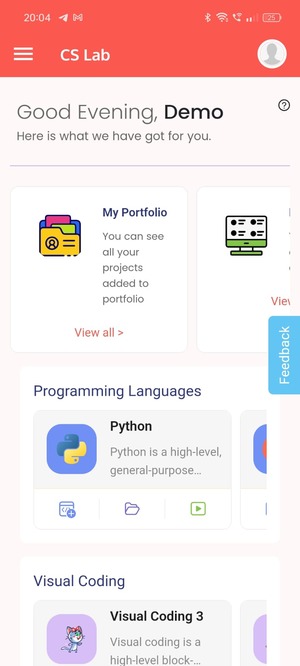 20:04
25
CS Lab
Good Evening, Demo
Here is what we have got for you.
My Portfolio
You can see
all your
projects
added to
portfolio
View all >
Feedback
Programming Languages
Python
Python is a high-level,
general-purpose...
Visual Coding
Visual Coding 3
Visual coding is a
high-level block-...